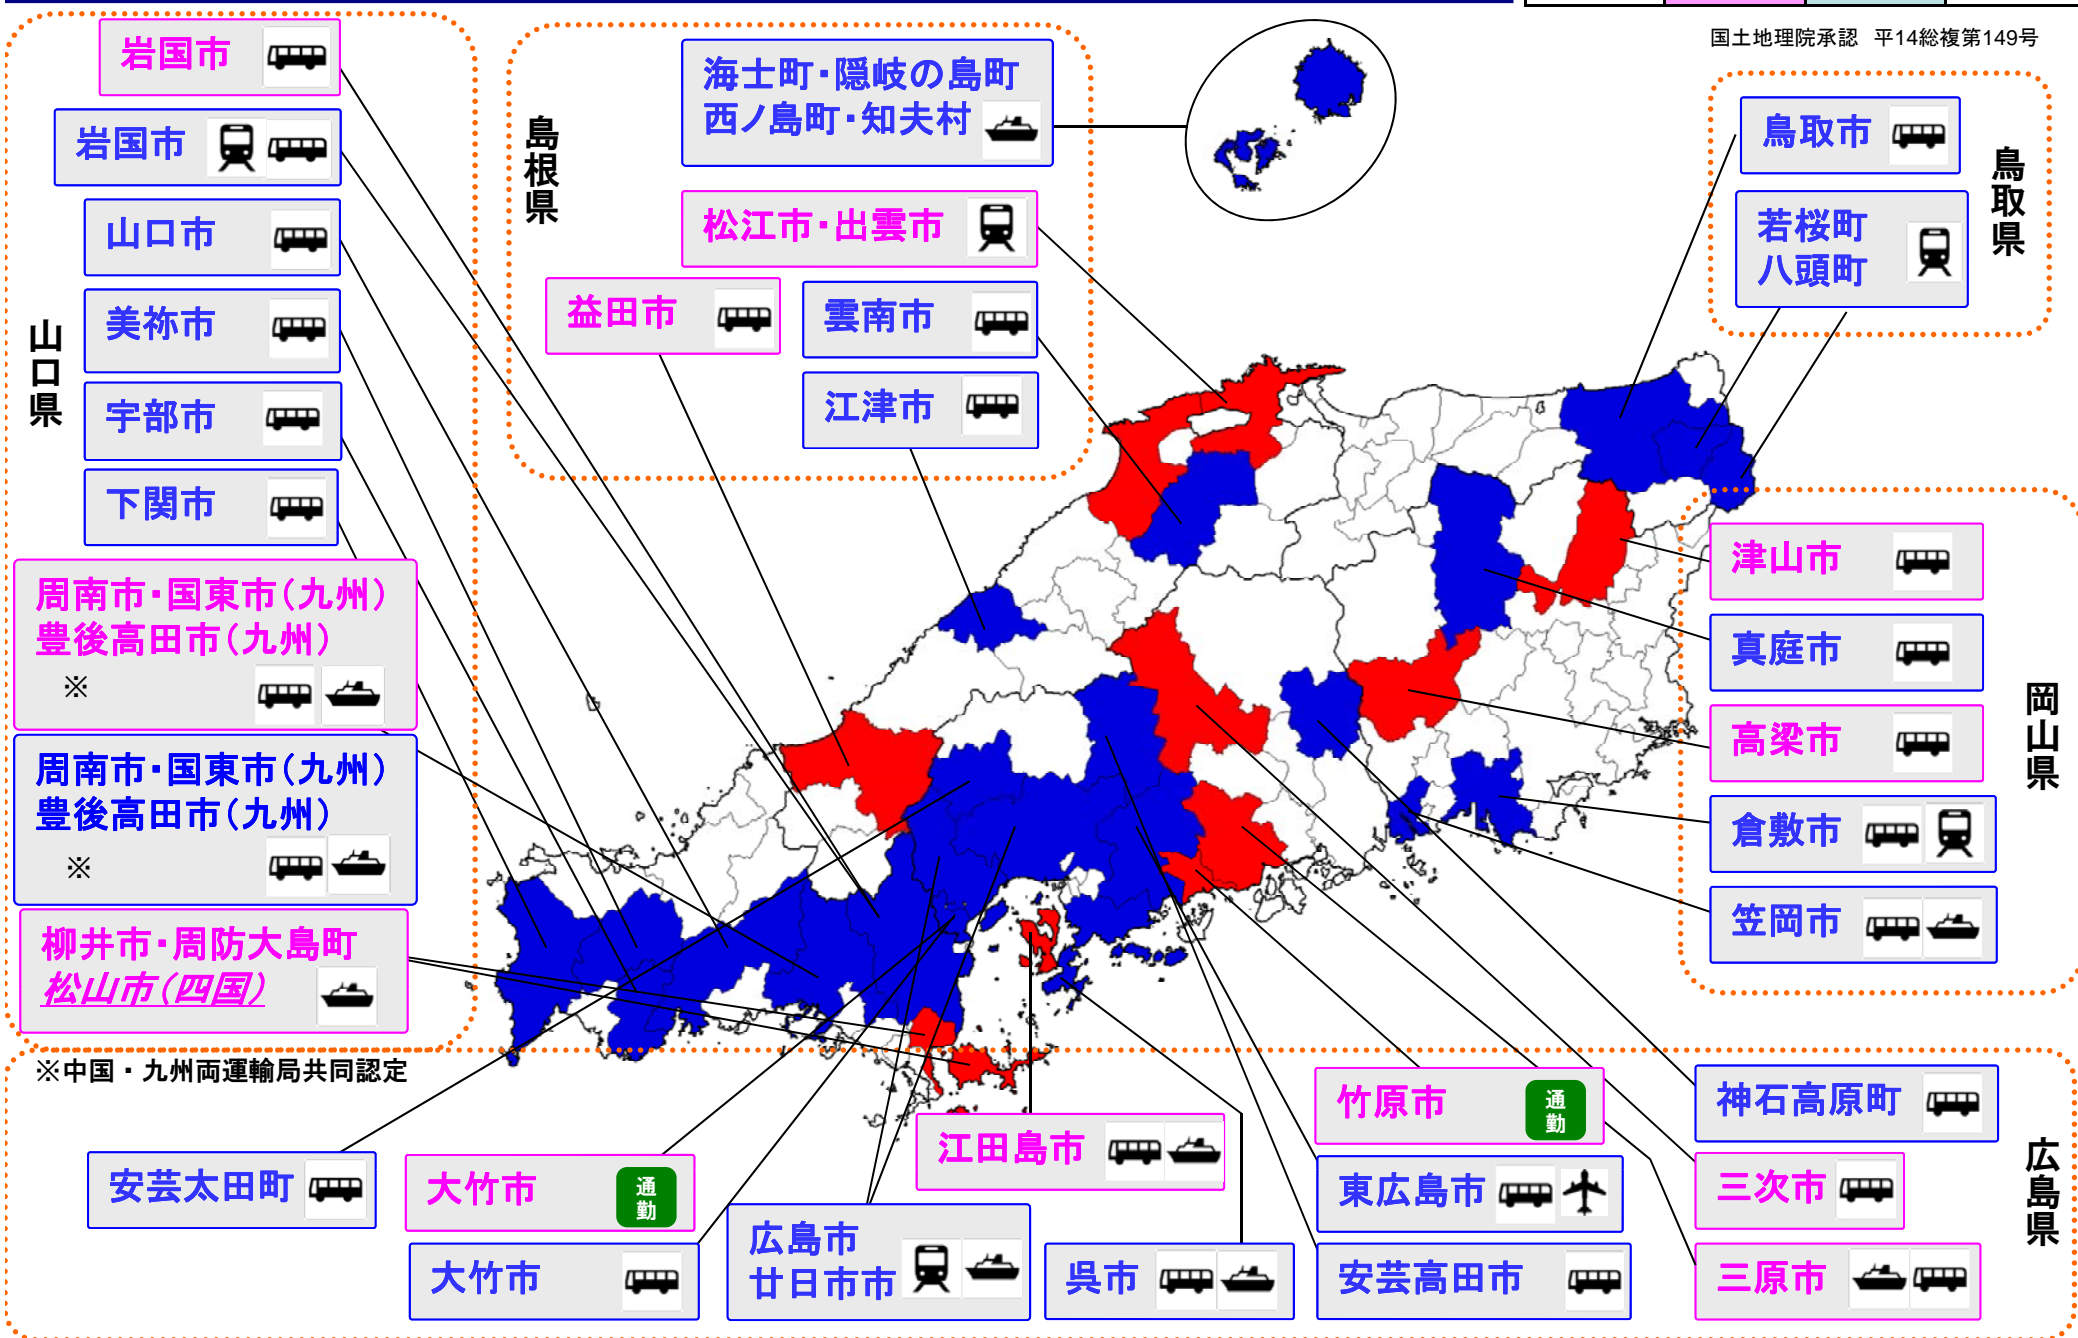 国土地理院承認　平14総複第149号
山口県
岩国市
岩国市
山口市
美祢市
宇部市
下関市
周南市・国東市（九州）
豊後高田市（九州）
※
周南市・国東市（九州）
豊後高田市（九州）
※
柳井市・周防大島町
松山市（四国）
※中国・九州両運輸局共同認定
島根県
海士町・隠岐の島町
西ノ島町・知夫村
松江市・出雲市
益田市
雲南市
江津市
鳥取県
鳥取市
若桜町
八頭町
岡山県
津山市
真庭市
高梁市
倉敷市
笠岡市
広島県
安芸太田町
大竹市
通勤
大竹市
広島市
廿日市市
江田島市
呉市
竹原市
通勤
東広島市
安芸高田市
神石高原町
三次市
三原市